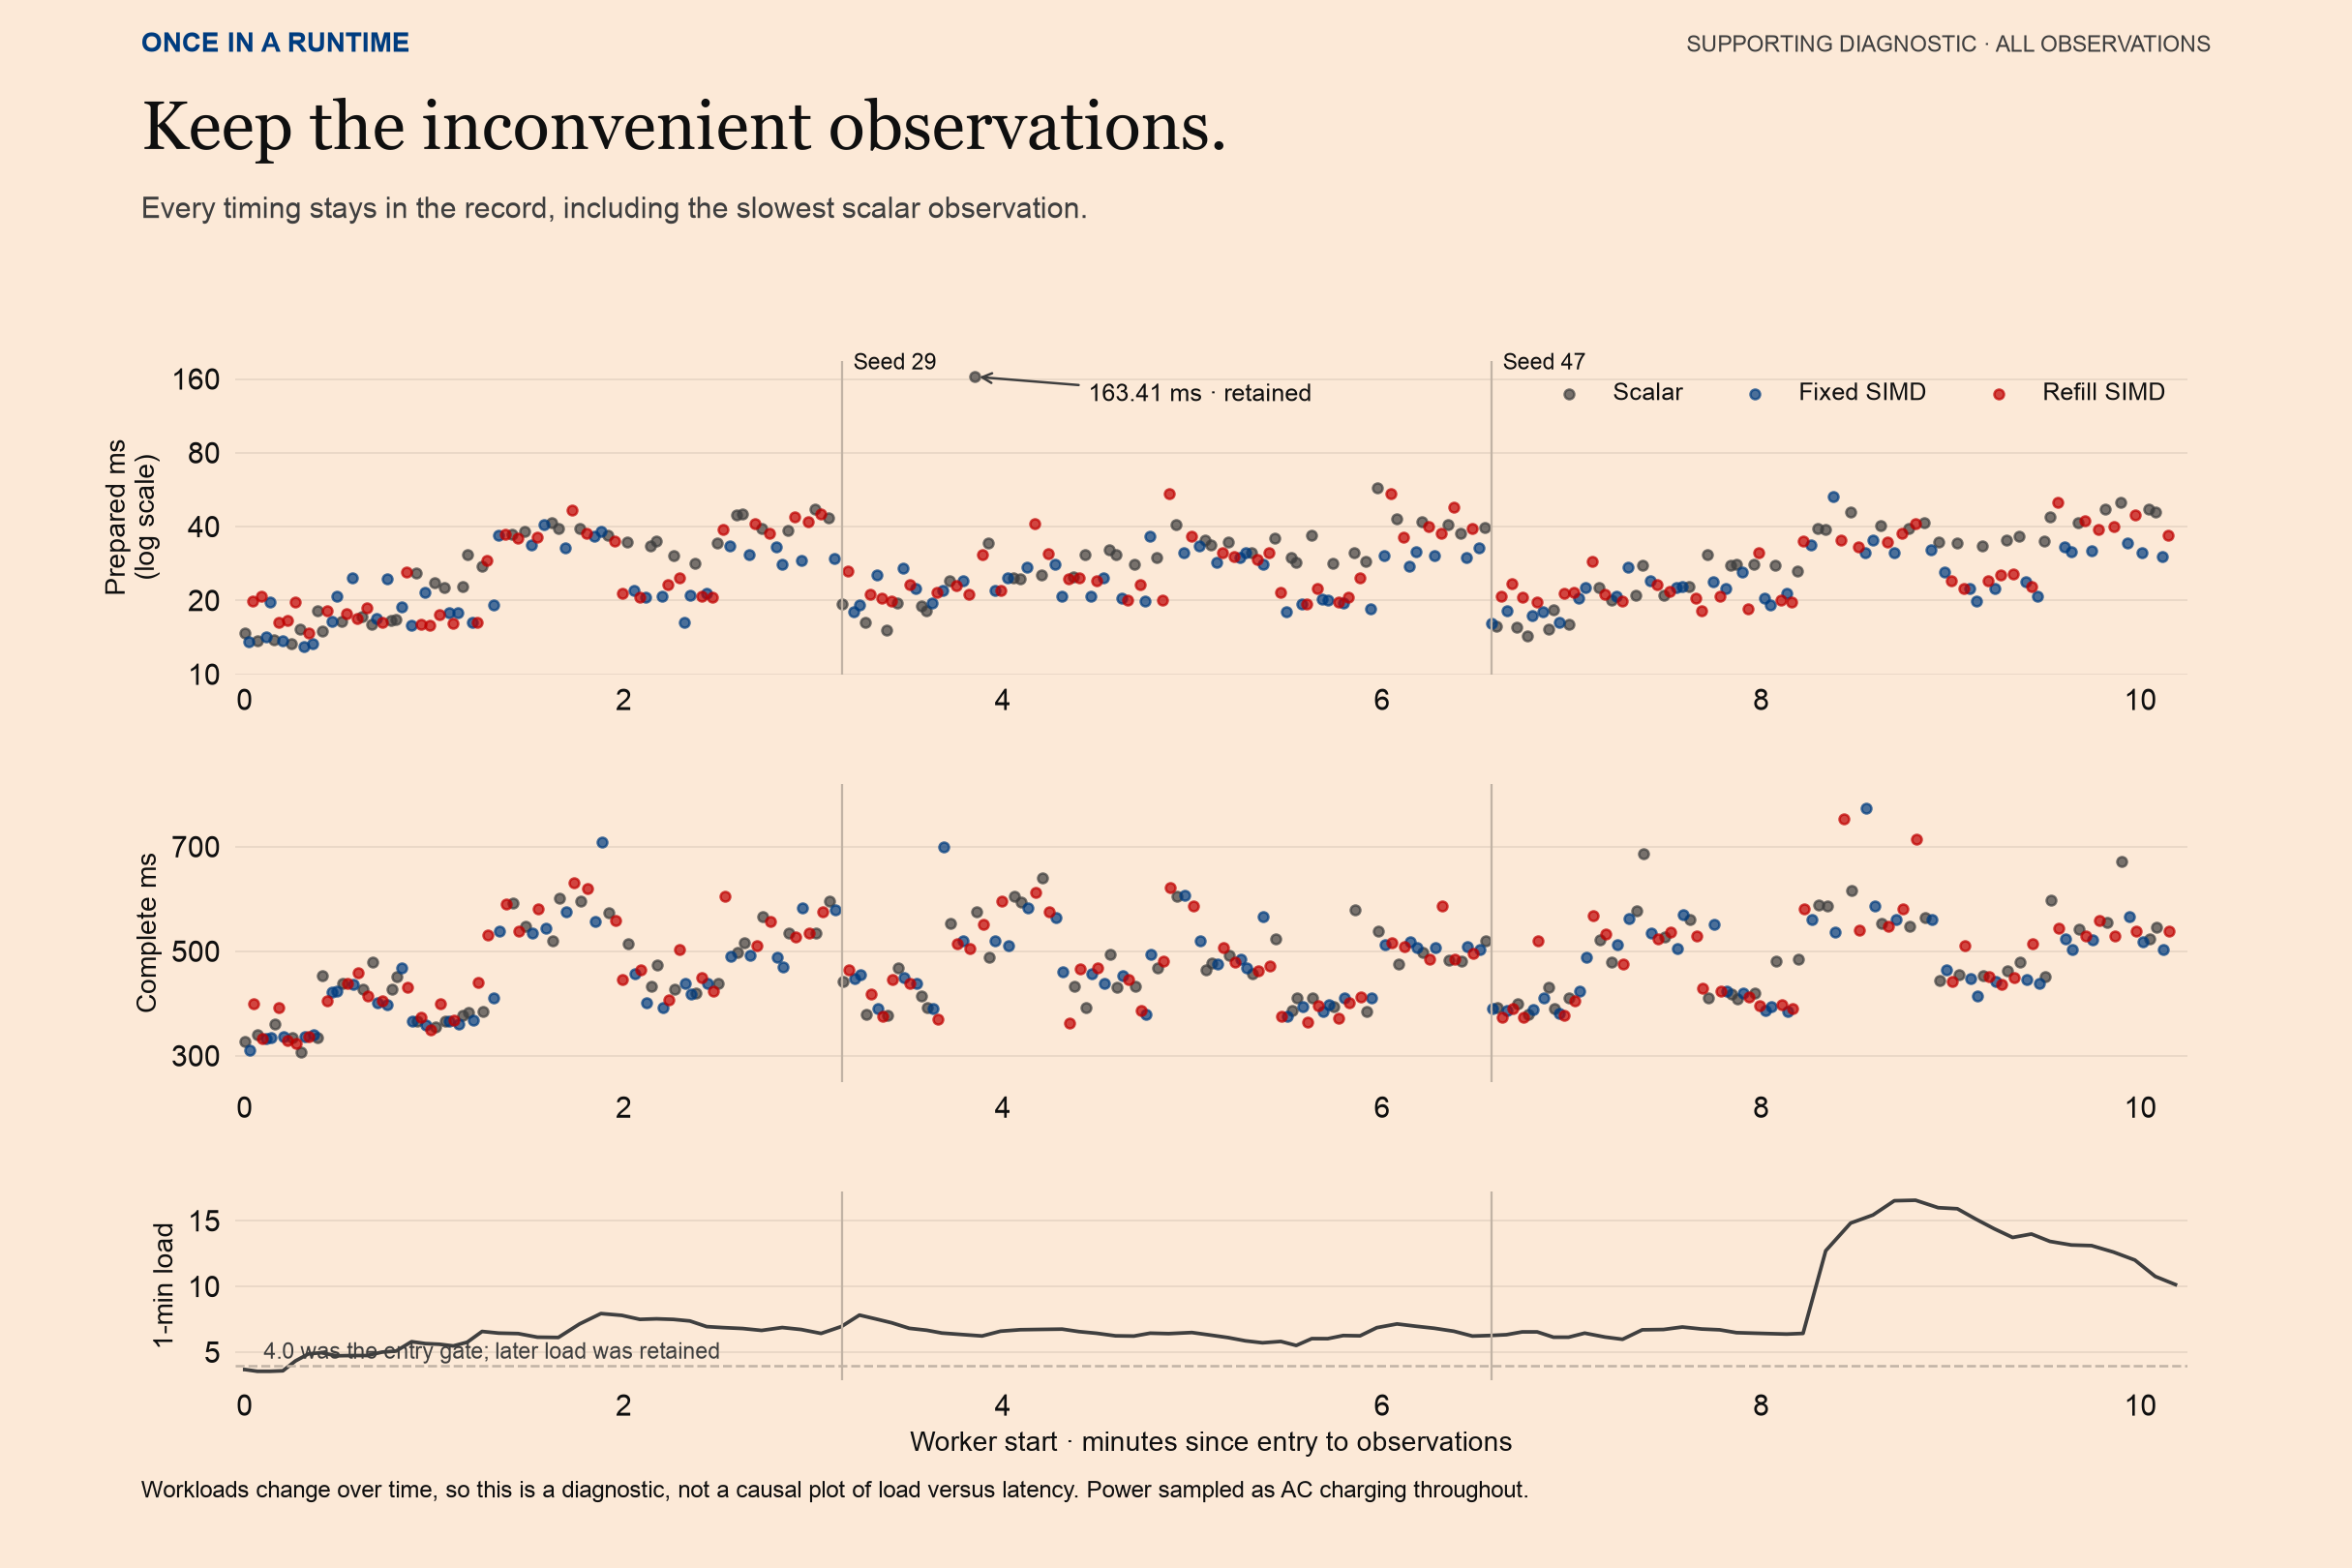 ONCE IN A RUNTIME
SUPPORTING DIAGNOSTIC · ALL OBSERVATIONS
Keep the inconvenient observations.
Every timing stays in the record, including the slowest scalar observation.
Seed 29
Seed 47
163.41 ms · retained
Scalar
Fixed SIMD
Refill SIMD
Prepared ms
(log scale)
160
80
40
20
10
0 2 4 6 8 10
Complete ms
700
500
300
0 2 4 6 8 10
1-min load
15
10
5
4.0 was the entry gate; later load was retained
0 2 4 6 8 10
Worker start · minutes since entry to observations
Workloads change over time, so this is a diagnostic, not a causal plot of load versus latency. Power sampled as AC charging throughout.